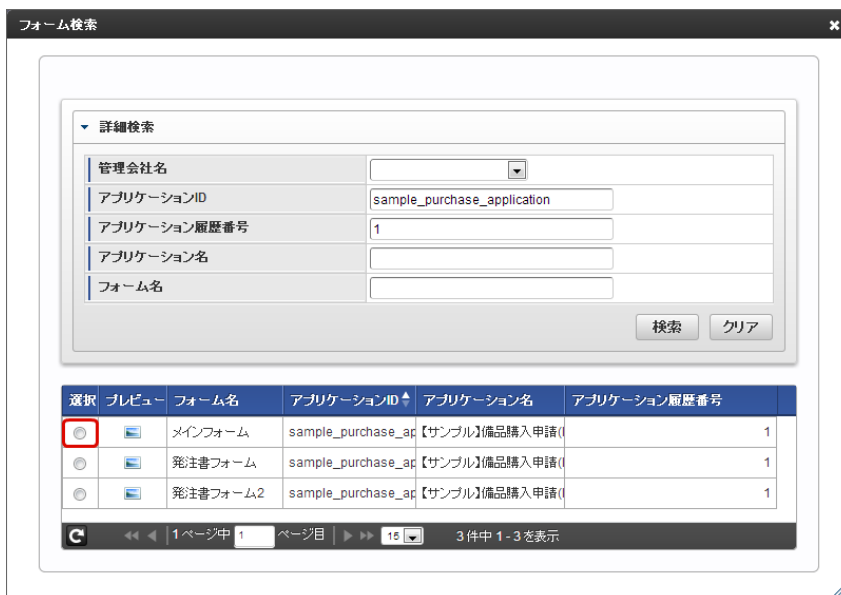 フォーム検索
詳細検索
管理会社名
アプリケーションID sample_purchase_application
アプリケーション履歴番号 1
アプリケーション名
フォーム名
検索 クリア
選択 プレビュー フォーム名 アプリケーションID アプリケーション名 アプリケーション履歴番号
メインフォーム sample_purchase_ap 【サンプル】備品購入申請( 1
発注書フォーム sample_purchase_ap 【サンプル】備品購入申請( 1
発注書フォーム2 sample_purchase_ap 【サンプル】備品購入申請( 1
1ページ中 1 ページ目 15 3件中 1 - 3 を表示